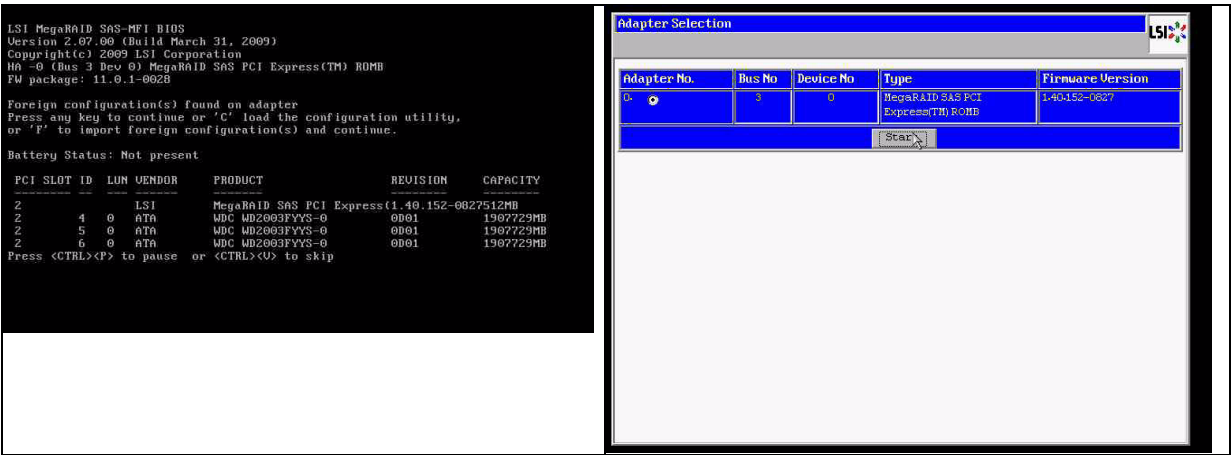 LSI MegaRAID SAS-MFI BIOS
Version 2.07.00 (Build March 31, 2009)
Copyright(c) 2009 LSI Corporation
HA -0 (Bus 3 Dev 0) MegaRAID SAS PCI Express(TM) ROMB
FW package: 11.0.1-0028
Foreign configuration(s) found on adapter
Press any key to continue or 'C' load the configuration utility,
or 'F' to import foreign configuration(s) and continue.
Battery Status: Not present
PCI SLOT ID LUN VENDOR PRODUCT REVISION CAPACITY
-------- -- --- ------ ------- -------- --------
2 LSI MegaRAID SAS PCI Express(1.40.152-0827512MB
2 4 0 ATA WDC WD2003FYYS-0 0D01 1907729MB
2 5 0 ATA WDC WD2003FYYS-0 0D01 1907729MB
2 6 0 ATA WDC WD2003FYYS-0 0D01 1907729MB
Press <CTRL><P> to pause or <CTRL><V> to skip
Adapter Selection
LSI
Adapter No. Bus No Device No Type Firmware Version
0. 3 0 MegaRAID SAS PCI 1.40.152-0827
Express(TM) ROMB
Start